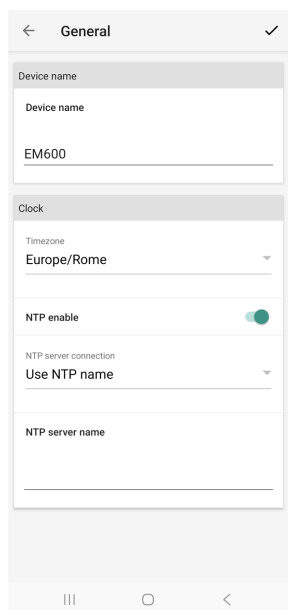 General
Device name
Device name
EM600
Clock
Timezone
Europe/Rome
NTP enable
NTP server connection
Use NTP name
NTP server name